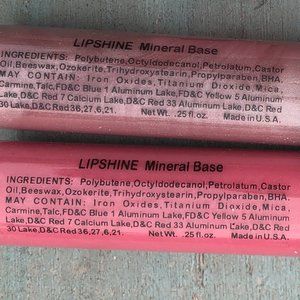 LIPSHINE Mineral Base
INGREDIENTS: Polybutene,Octyldodecanol,Petrolatum,Castor
Oil,Beeswax,Ozokerite,Trihydroxystearin,Propylparaben,BHA.
MAY CONTAIN: Iron Oxides,Titanium Dioxide,Mica,
Carmine,Talc,FD&C Blue 1 Aluminum Lake,FD&C Yellow 5 Aluminum
Lake,D&C Red 7 Calcium Lake,D&C Red 33 Aluminum Lake,D&C Red
30 Lake,D&C Red 36,27,6,21. Net Wt. .25 fl.oz. Made in U.S.A.
LIPSHINE Mineral Base
INGREDIENTS: Polybutene,Octyldodecanol,Petrolatum,Castor
Oil,Beeswax,Ozokerite,Trihydroxystearin,Propylparaben,BHA.
MAY CONTAIN: Iron Oxides,Titanium Dioxide,Mica,
Carmine,Talc,FD&C Blue 1 Aluminum Lake,FD&C Yellow 5 Aluminum
Lake,D&C Red 7 Calcium Lake,D&C Red 33 Aluminum Lake,D&C Red
30 Lake,D&C Red36,27,6,21. Net Wt. .25 fl.oz. Made in U.S.A.